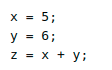 x = 5;
y = 6;
z = x + y;